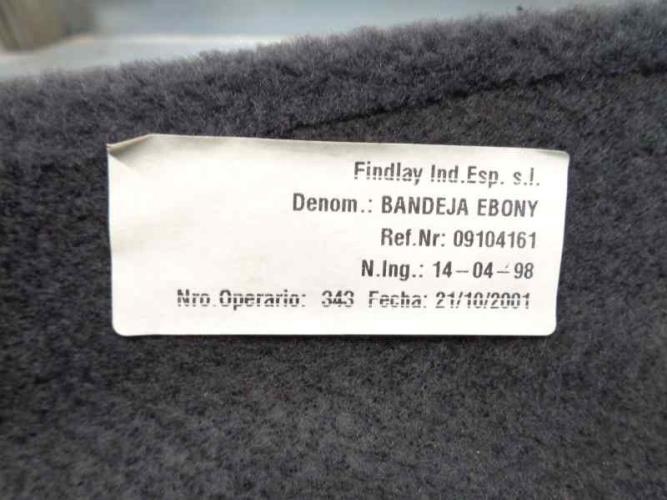 Findlay Ind.Esp. s.l.
Denom.: BANDEJA EBONY
Ref.Nr: 09104161
N.Ing.: 14-04-98
Nro.Operario: 343 Fecha: 21/10/2001